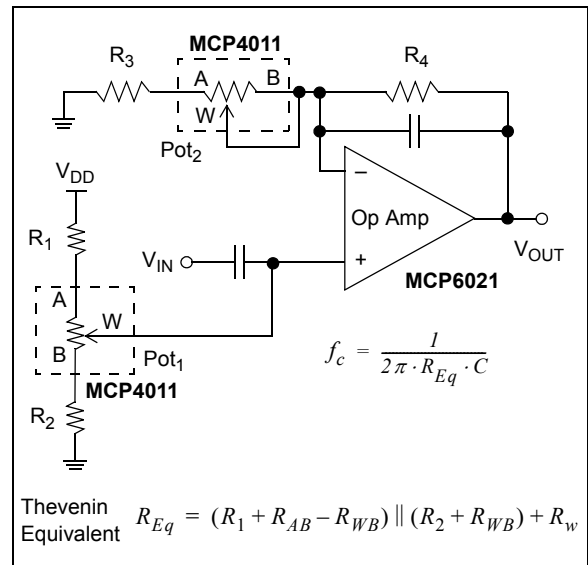 MCP4011
R3
A
B
R4
W
Pot2
VDD
−
Op Amp
R1
VIN
+
VOUT
MCP6021
A
W
B
Pot1
fc = 1 / (2π · REq · C)
MCP4011
R2
Thevenin
Equivalent
REq = (R1 + RAB – RWB) || (R2 + RWB) + Rw